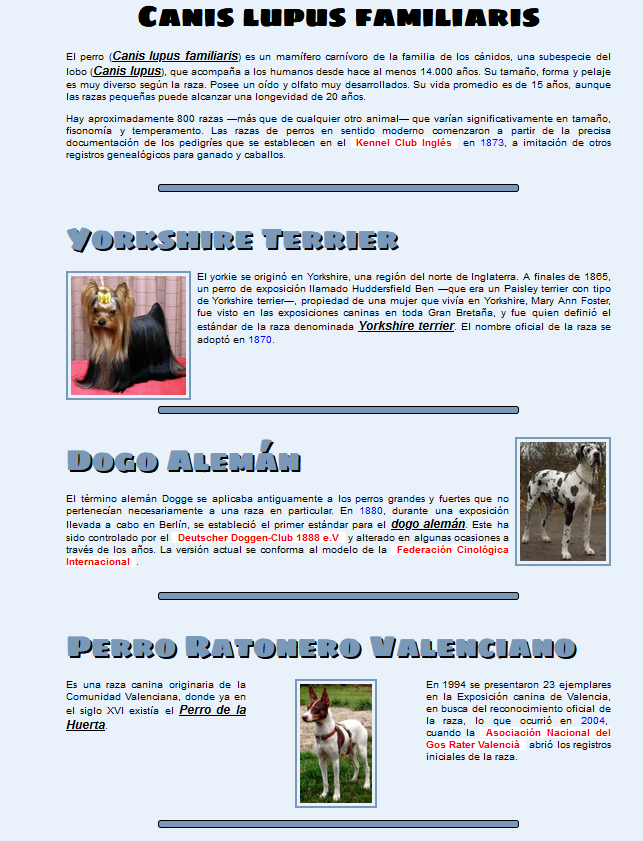 Canis lupus familiaris
El perro (Canis lupus familiaris) es un mamífero carnívoro de la familia de los cánidos, una subespecie del
lobo (Canis lupus), que acompaña a los humanos desde hace al menos 14.000 años. Su tamaño, forma y pelaje
es muy diverso según la raza. Posee un oído y olfato muy desarrollados. Su vida promedio es de 15 años, aunque
las razas pequeñas puede alcanzar una longevidad de 20 años.
Hay aproximadamente 800 razas —más que de cualquier otro animal— que varían significativamente en tamaño,
fisonomía y temperamento. Las razas de perros en sentido moderno comenzaron a partir de la precisa
documentación de los pedigríes que se establecen en el Kennel Club Inglés en 1873, a imitación de otros
registros genealógicos para ganado y caballos.
Yorkshire Terrier
El yorkie se originó en Yorkshire, una región del norte de Inglaterra. A finales de 1865,
un perro de exposición llamado Huddersfield Ben —que era un Paisley terrier con tipo
de Yorkshire terrier—, propiedad de una mujer que vivía en Yorkshire, Mary Ann Foster,
fue visto en las exposiciones caninas en toda Gran Bretaña, y fue quien definió el
estándar de la raza denominada Yorkshire terrier. El nombre oficial de la raza se
adoptó en 1870.
Dogo Alemán
El término alemán Dogge se aplicaba antiguamente a los perros grandes y fuertes que no
pertenecían necesariamente a una raza en particular. En 1880, durante una exposición
llevada a cabo en Berlín, se estableció el primer estándar para el dogo alemán. Este ha
sido controlado por el Deutscher Doggen-Club 1888 e.V y alterado en algunas ocasiones a
través de los años. La versión actual se conforma al modelo de la Federación Cinológica
Internacional .
Perro Ratonero Valenciano
Es una raza canina originaria de la
Comunidad Valenciana, donde ya en
el siglo XVI existía el Perro de la
Huerta.
En 1994 se presentaron 23 ejemplares
en la Exposición canina de Valencia,
en busca del reconocimiento oficial de
la raza, lo que ocurrió en 2004,
cuando la Asociación Nacional del
Gos Rater Valencià abrió los registros
iniciales de la raza.